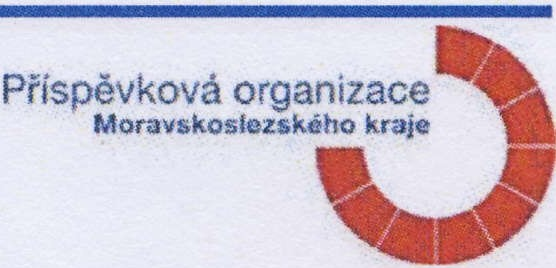 Příspěvková organizace
Moravskoslezského kraje